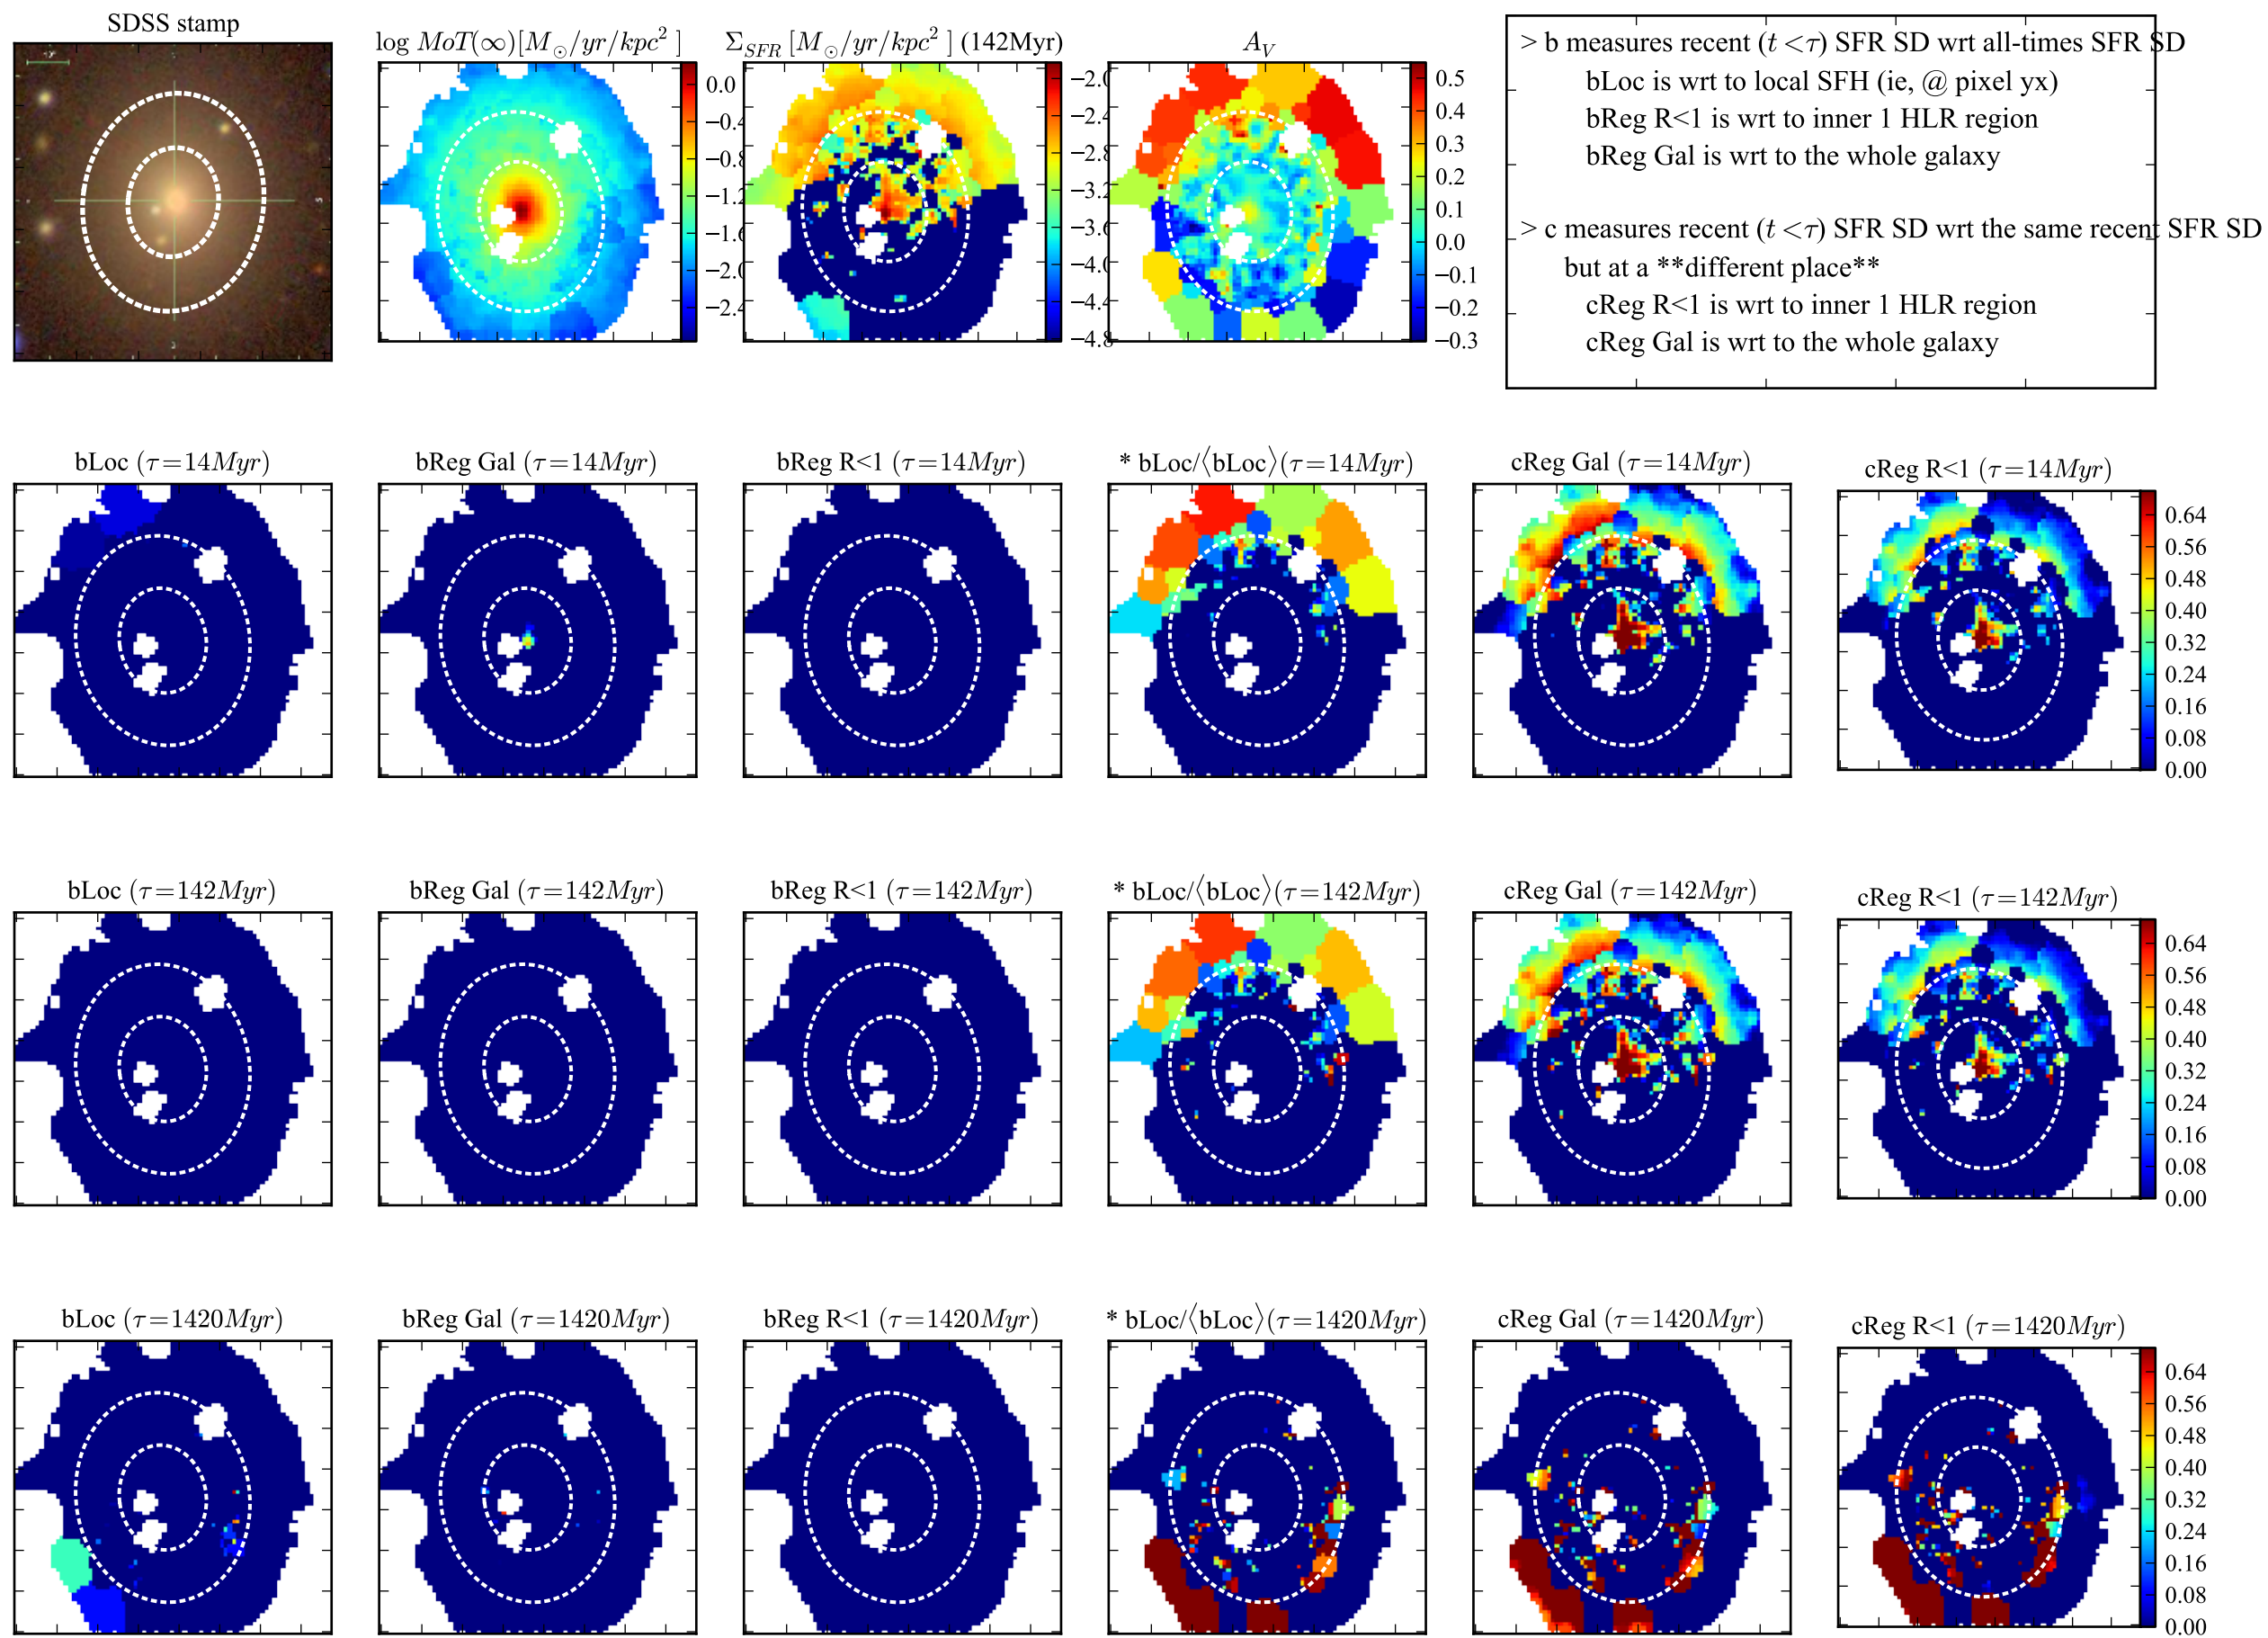 SDSS stamp
log MoT(∞)[M⊙/yr/kpc² ]
Σ_SFR [M⊙/yr/kpc² ] (142Myr)
A_V
0.0
−0.4
−0.8
−1.2
−1.6
−2.0
−2.4
−2.0
−2.4
−2.8
−3.2
−3.6
−4.0
−4.4
−4.8
0.5
0.4
0.3
0.2
0.1
0.0
−0.1
−0.2
−0.3
> b measures recent (t <τ) SFR SD wrt all-times SFR SD
bLoc is wrt to local SFH (ie, @ pixel yx)
bReg R<1 is wrt to inner 1 HLR region
bReg Gal is wrt to the whole galaxy
> c measures recent (t <τ) SFR SD wrt the same recent SFR SD
but at a **different place**
cReg R<1 is wrt to inner 1 HLR region
cReg Gal is wrt to the whole galaxy
bLoc (τ=14Myr)
bReg Gal (τ=14Myr)
bReg R<1 (τ=14Myr)
* bLoc/⟨bLoc⟩(τ=14Myr)
cReg Gal (τ=14Myr)
cReg R<1 (τ=14Myr)
0.64
0.56
0.48
0.40
0.32
0.24
0.16
0.08
0.00
bLoc (τ=142Myr)
bReg Gal (τ=142Myr)
bReg R<1 (τ=142Myr)
* bLoc/⟨bLoc⟩(τ=142Myr)
cReg Gal (τ=142Myr)
cReg R<1 (τ=142Myr)
0.64
0.56
0.48
0.40
0.32
0.24
0.16
0.08
0.00
bLoc (τ=1420Myr)
bReg Gal (τ=1420Myr)
bReg R<1 (τ=1420Myr)
* bLoc/⟨bLoc⟩(τ=1420Myr)
cReg Gal (τ=1420Myr)
cReg R<1 (τ=1420Myr)
0.64
0.56
0.48
0.40
0.32
0.24
0.16
0.08
0.00